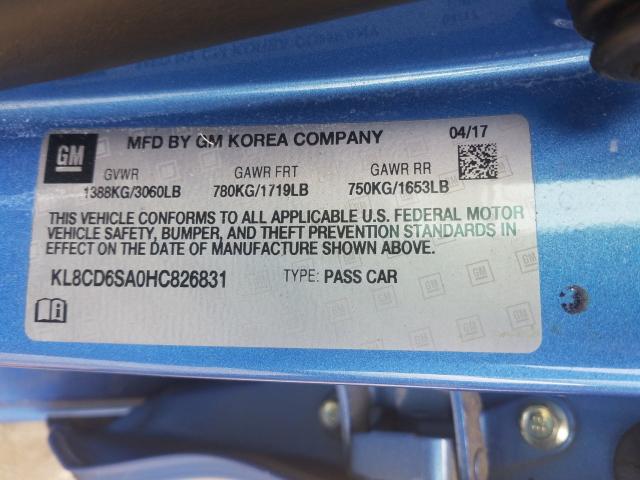 GM
MFD BY GM KOREA COMPANY 04/17
GVWR GAWR FRT GAWR RR
1388KG/3060LB 780KG/1719LB 750KG/1653LB
THIS VEHICLE CONFORMS TO ALL APPLICABLE U.S. FEDERAL MOTOR
VEHICLE SAFETY, BUMPER, AND THEFT PREVENTION STANDARDS IN
EFFECT ON THE DATE OF MANUFACTURE SHOWN ABOVE.
KL8CD6SA0HC826831 TYPE: PASS CAR